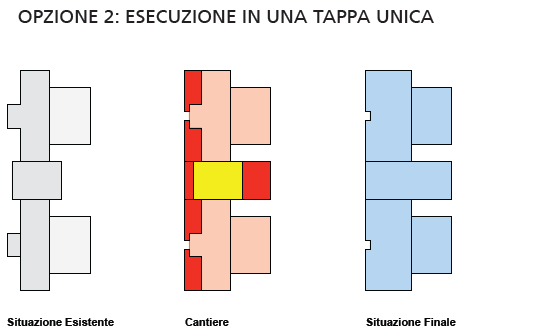 OPZIONE 2: ESECUZIONE IN UNA TAPPA UNICA
Situazione Esistente
Cantiere
Situazione Finale